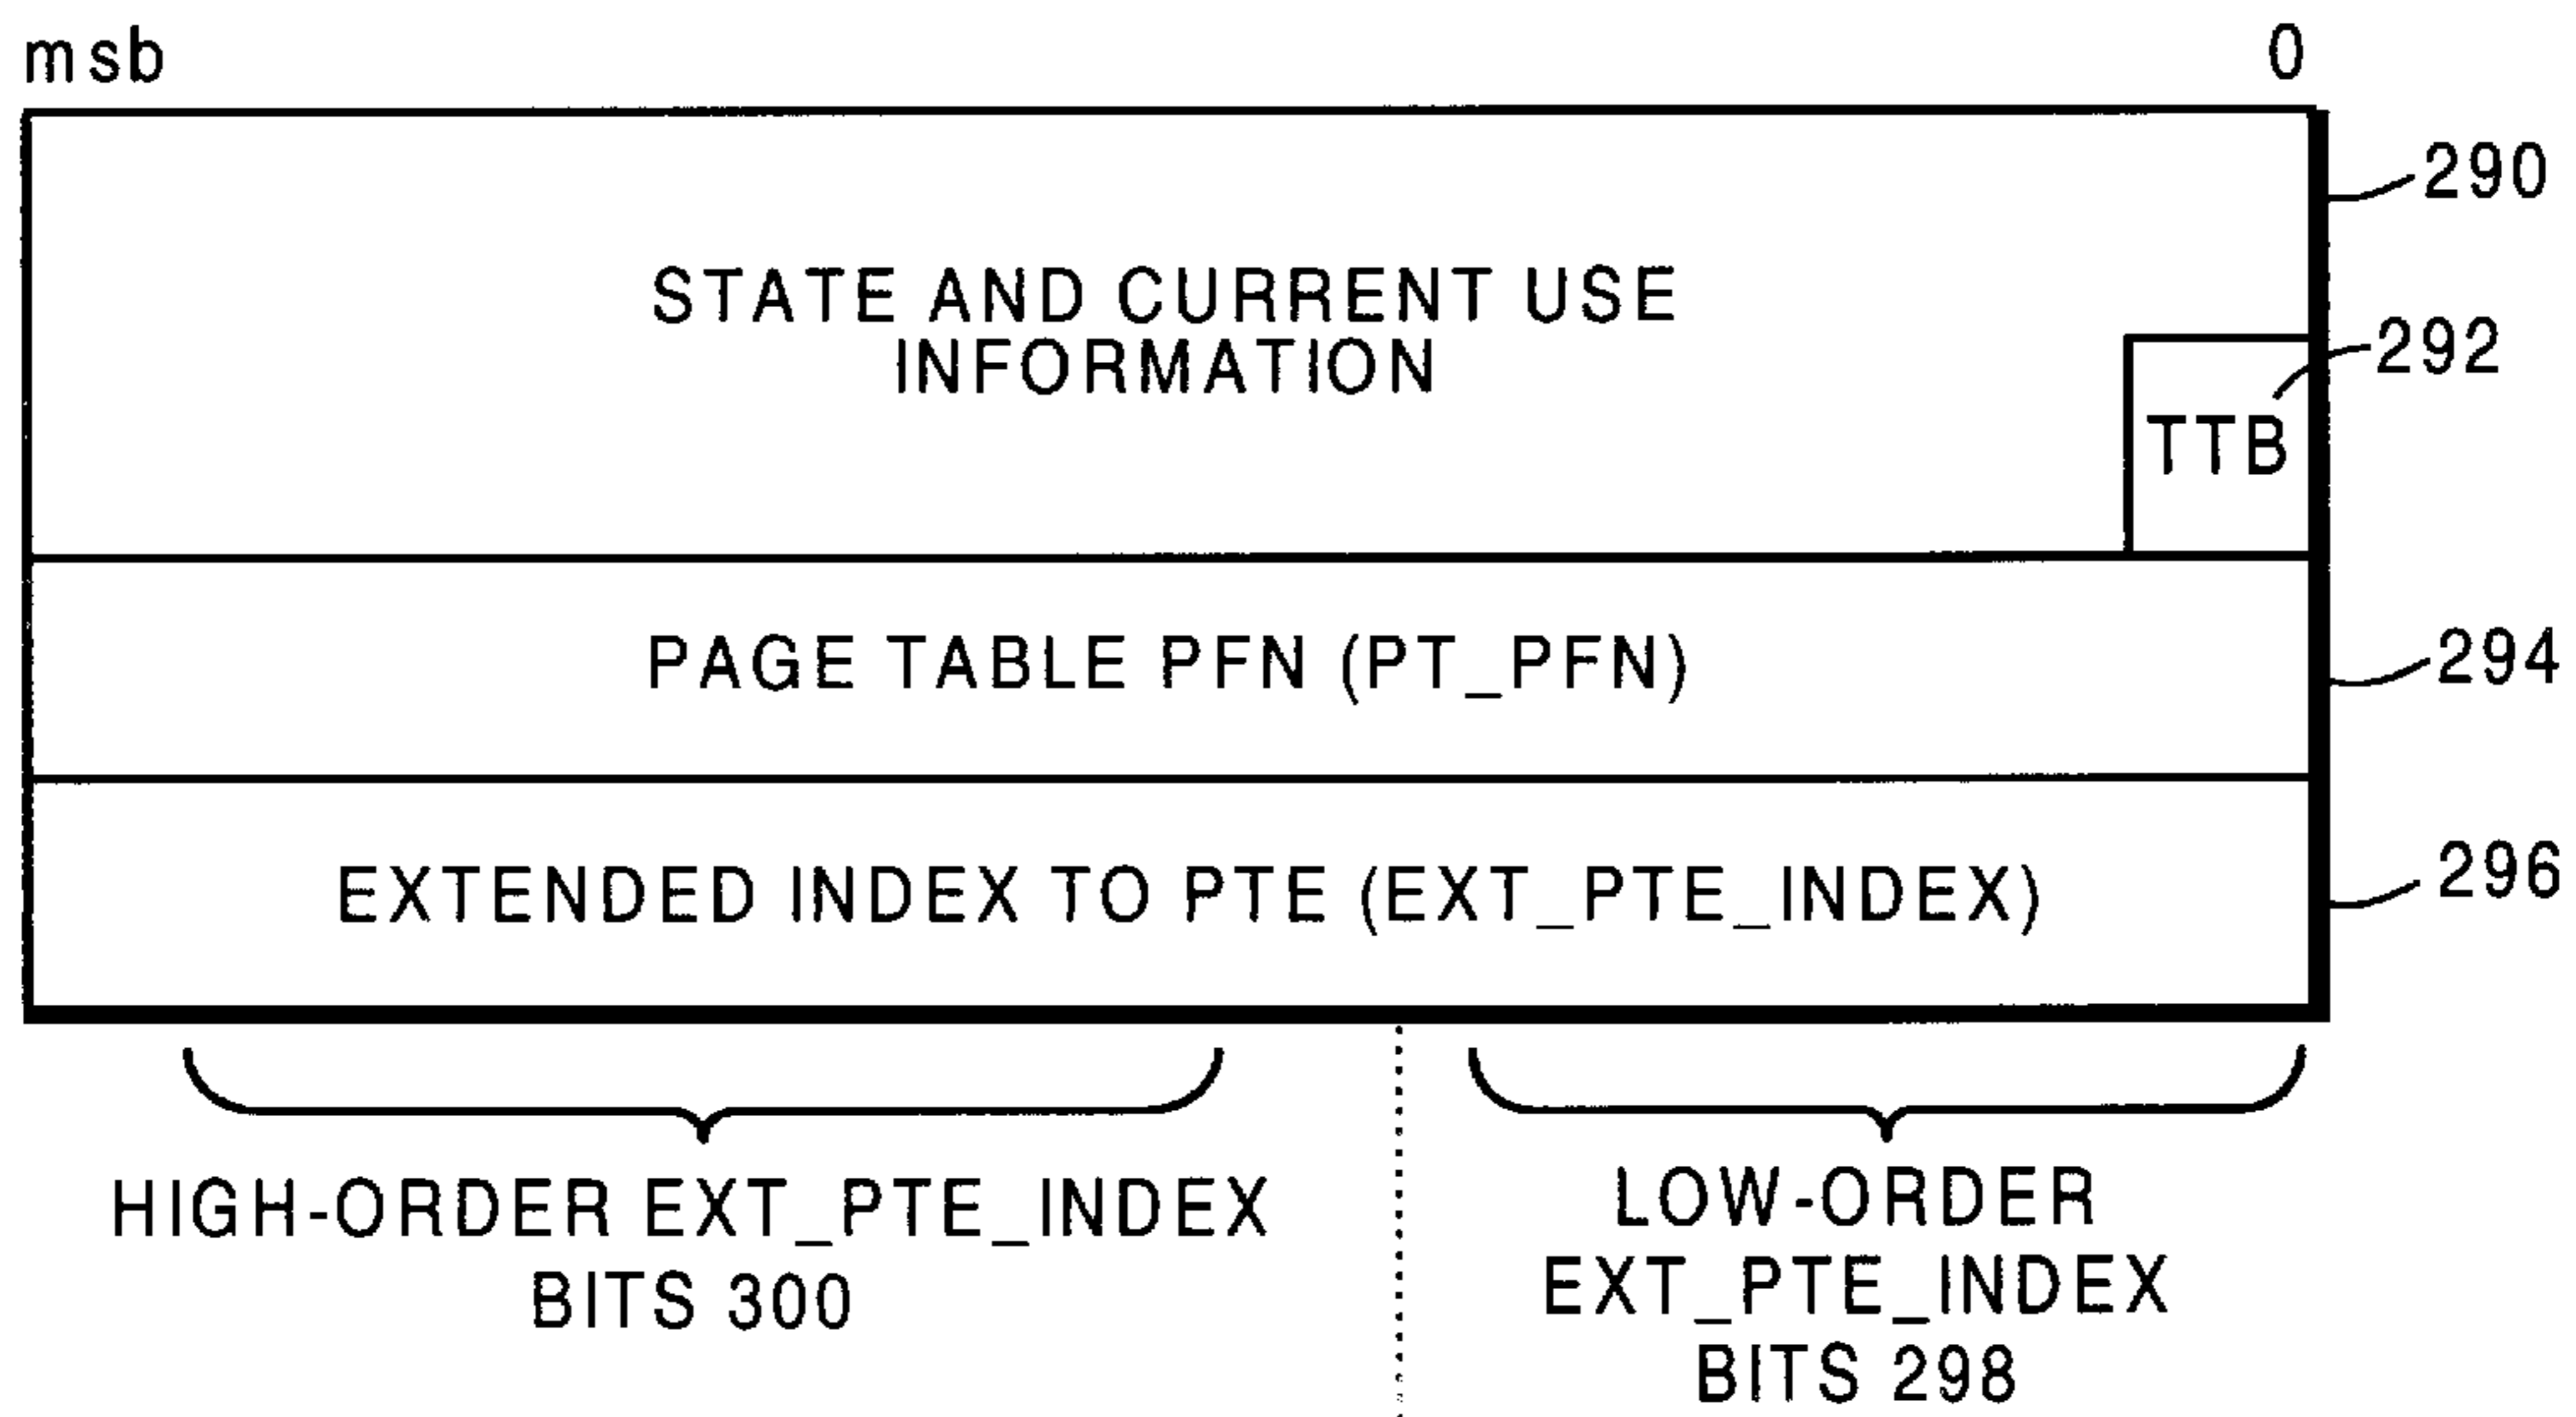 msb 0
290
STATE AND CURRENT USE
INFORMATION
292
TTB
PAGE TABLE PFN (PT_PFN)
294
EXTENDED INDEX TO PTE (EXT_PTE_INDEX)
296
HIGH-ORDER EXT_PTE_INDEX
BITS 300
LOW-ORDER
EXT_PTE_INDEX
BITS 298